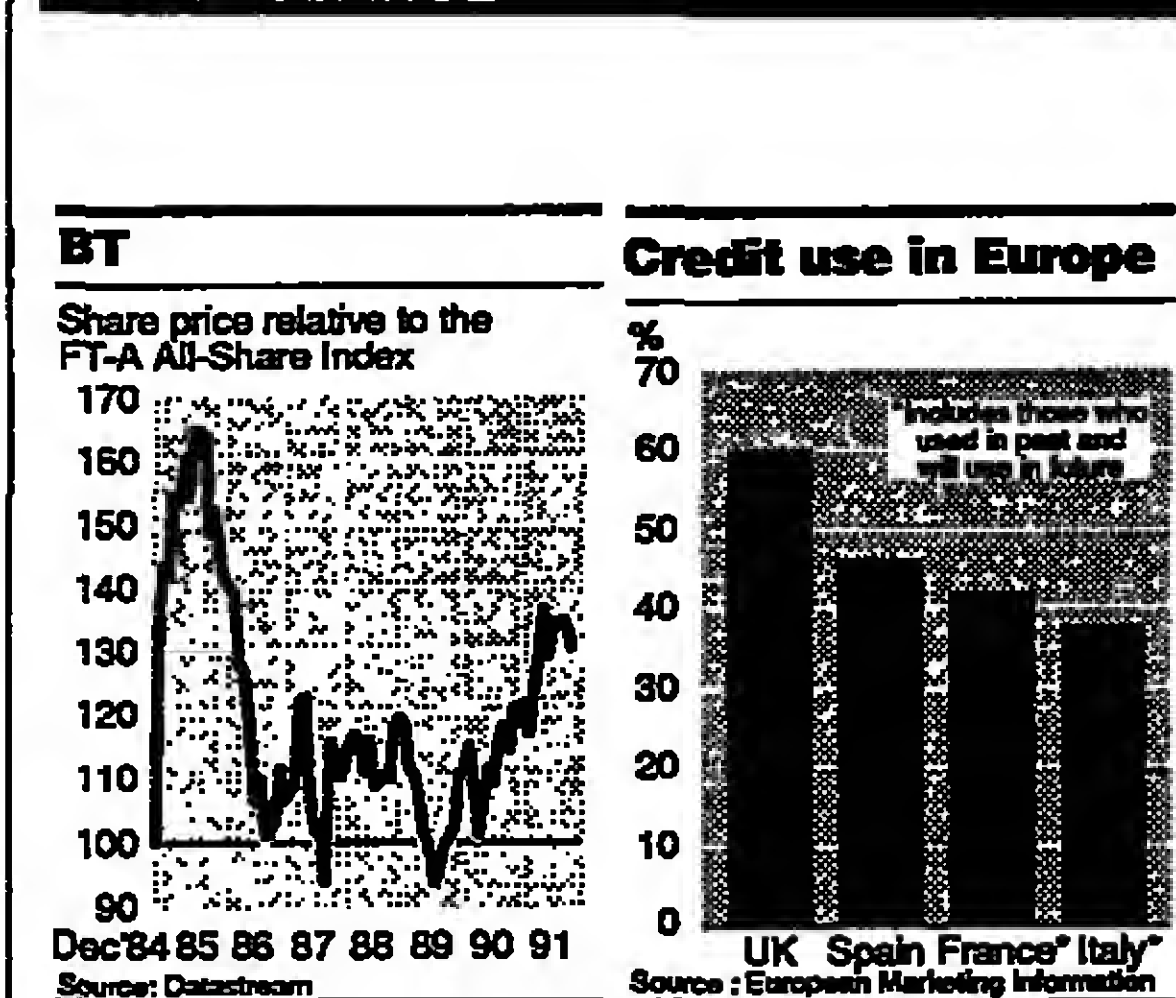 BT
Share price relative to the
FT-A All-Share Index
170
160
150
140
130
120
110
100
90
Dec'84 85 86 87 88 89 90 91
Source: Datastream
Credit use in Europe
%
70
60
50
40
30
20
10
0
*Includes those who
used in past and
will use in future
UK Spain France* Italy*
Source : European Marketing Information